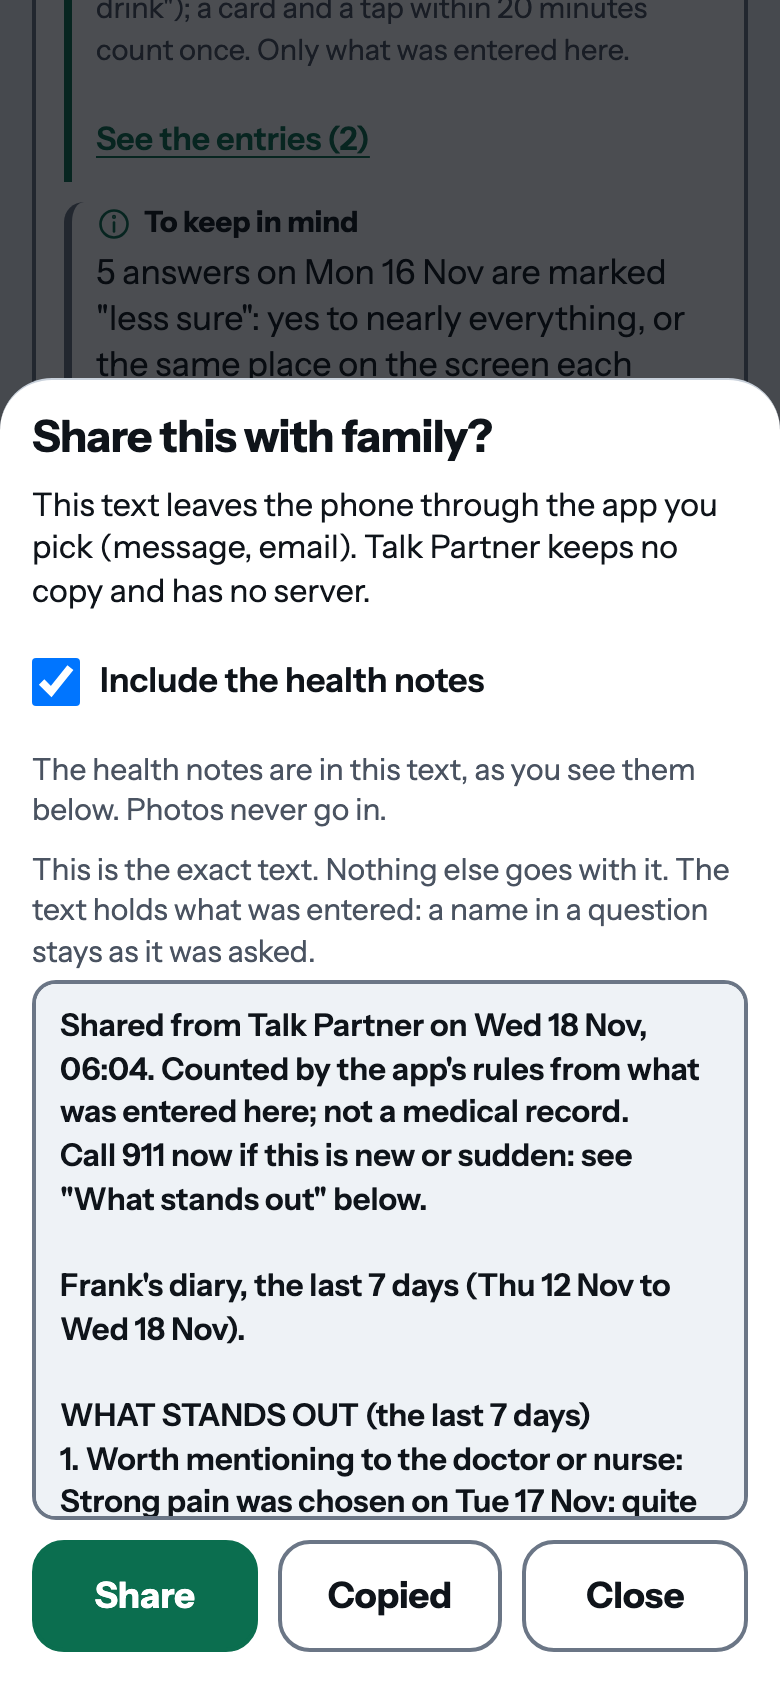 drink"); a card and a tap within 20 minutes
count once. Only what was entered here.
See the entries (2)
To keep in mind
5 answers on Mon 16 Nov are marked
"less sure": yes to nearly everything, or
the same place on the screen each
Share this with family?
This text leaves the phone through the app you
pick (message, email). Talk Partner keeps no
copy and has no server.
Include the health notes
The health notes are in this text, as you see them
below. Photos never go in.
This is the exact text. Nothing else goes with it. The
text holds what was entered: a name in a question
stays as it was asked.
Shared from Talk Partner on Wed 18 Nov,
06:04. Counted by the app's rules from what
was entered here; not a medical record.
Call 911 now if this is new or sudden: see
"What stands out" below.
Frank's diary, the last 7 days (Thu 12 Nov to
Wed 18 Nov).
WHAT STANDS OUT (the last 7 days)
1. Worth mentioning to the doctor or nurse:
Strong pain was chosen on Tue 17 Nov: quite
Share
Copied
Close